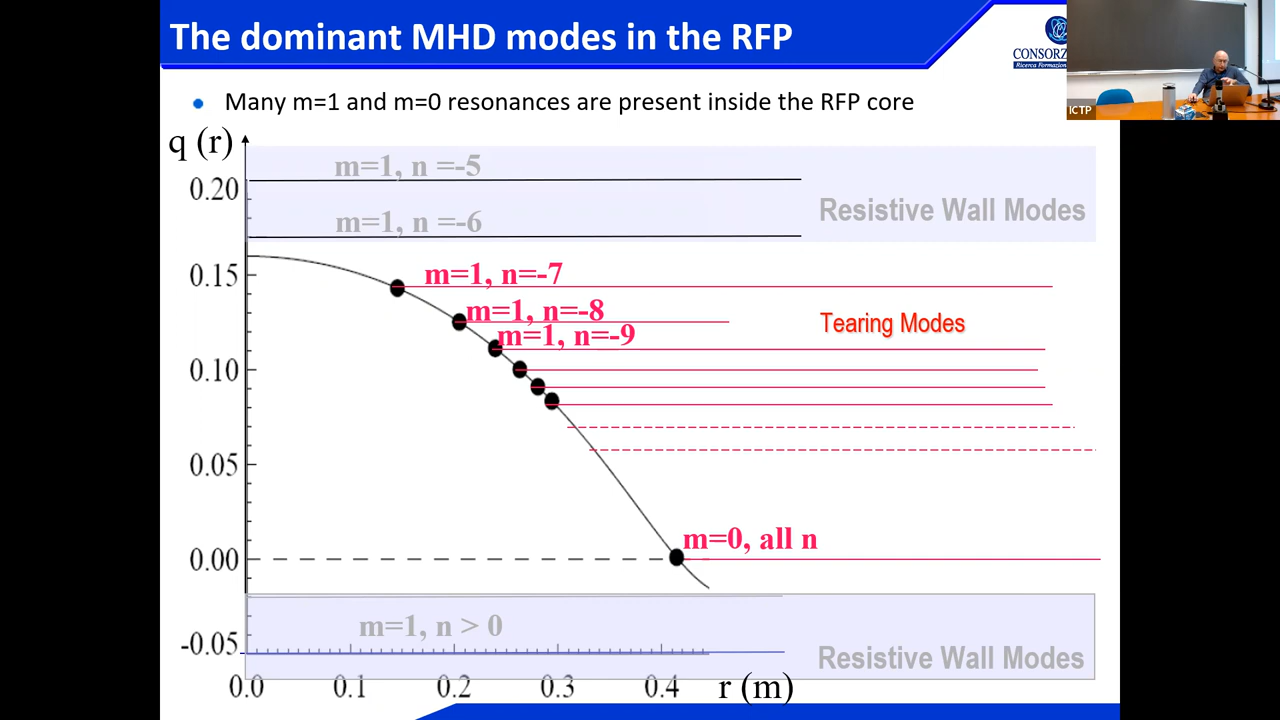 The dominant MHD modes in the RFP
CONSORZ
Ricerca Formazion
ICTP
Many m=1 and m=0 resonances are present inside the RFP core
q (r)
m=1, n =-5
0.20
Resistive Wall Modes
m=1, n =-6
0.15
m=1, n=-7
m=1, n=-8
Tearing Modes
m=1, n=-9
0.10
0.05
m=0, all n
0.00
m=1, n > 0
-0.05
Resistive Wall Modes
0.0 0.1 0.2 0.3 0.4 r (m)